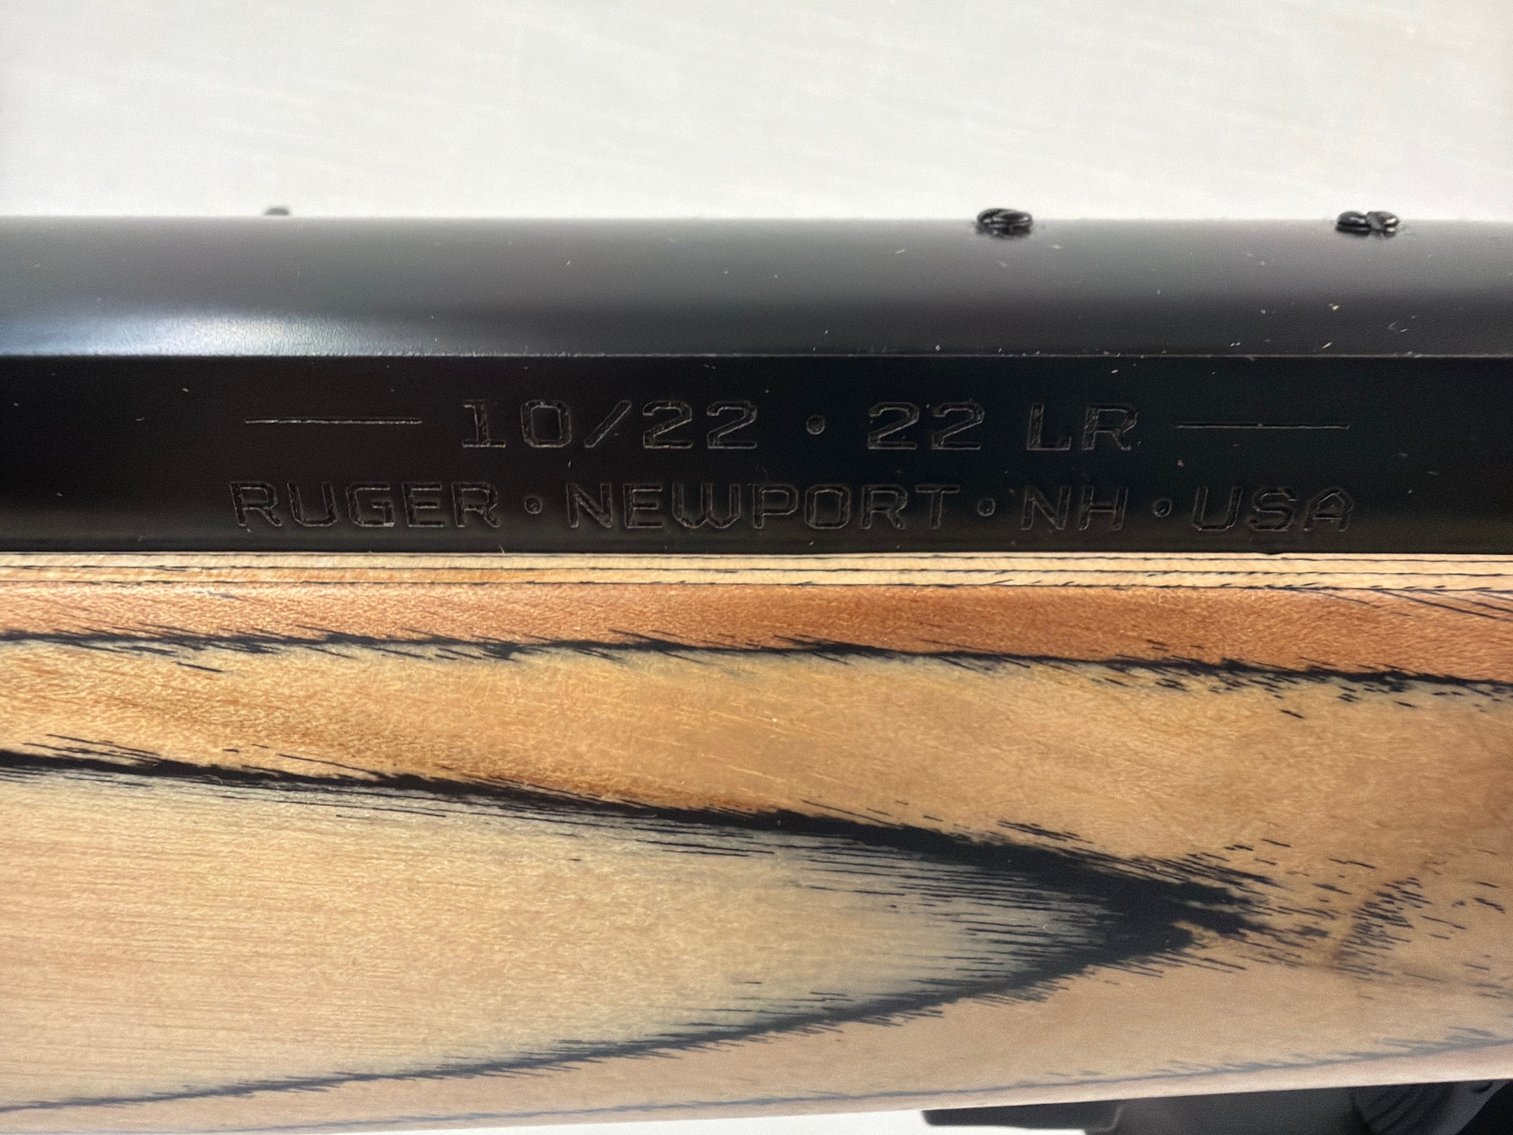 10/22 · 22 LR
RUGER · NEWPORT · NH · USA